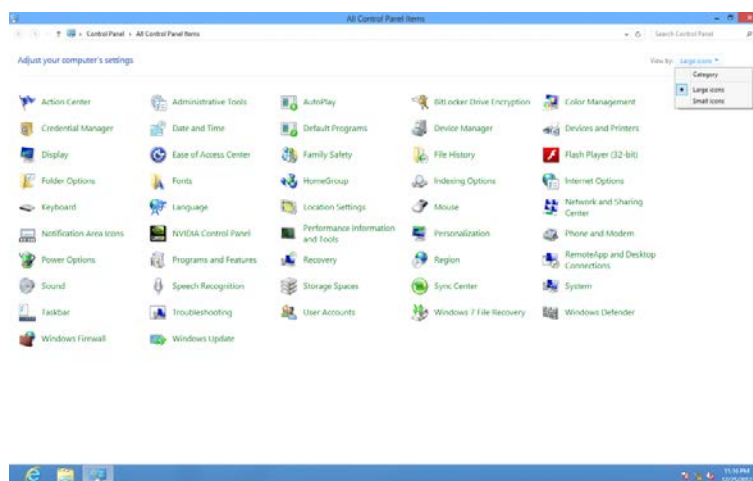 All Control Panel Items
Control Panel › All Control Panel Items
Search Control Panel
Adjust your computer's settings
View by: Large icons
Category
Large icons
Small icons
Action Center
Administrative Tools
AutoPlay
BitLocker Drive Encryption
Color Management
Credential Manager
Date and Time
Default Programs
Device Manager
Devices and Printers
Display
Ease of Access Center
Family Safety
File History
Flash Player (32-bit)
Folder Options
Fonts
HomeGroup
Indexing Options
Internet Options
Keyboard
Language
Location Settings
Mouse
Network and Sharing
Center
Notification Area Icons
NVIDIA Control Panel
Performance Information
and Tools
Personalization
Phone and Modem
Power Options
Programs and Features
Recovery
Region
RemoteApp and Desktop
Connections
Sound
Speech Recognition
Storage Spaces
Sync Center
System
Taskbar
Troubleshooting
User Accounts
Windows 7 File Recovery
Windows Defender
Windows Firewall
Windows Update
11:16 PM